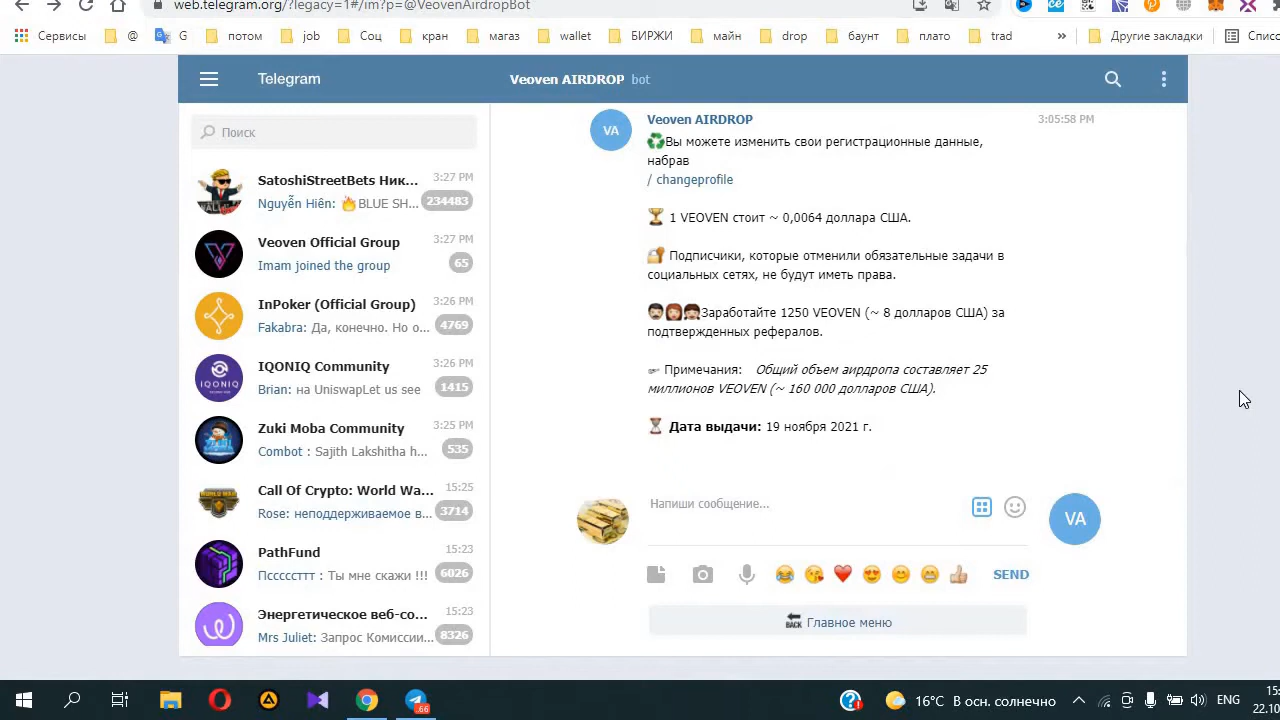 web.telegram.org/?legacy=1#/im?p=@VeovenAirdropBot
Сервисы @ G потом job Соц кран магаз wallet БИРЖИ майн drop баунт плато trad » Другие закладки Списо
Telegram
Veoven AIRDROP bot
Поиск
SatoshiStreetBets Ник... 3:27 PM
Nguyễn Hiên: 🔥BLUE SH... 234483
Veoven Official Group 3:27 PM
Imam joined the group 65
InPoker (Official Group) 3:26 PM
Fakabra: Да, конечно. Но о... 4769
IQONIQ Community 3:26 PM
Brian: на UniswapLet us see 1415
Zuki Moba Community 3:25 PM
Combot : Sajith Lakshitha h... 535
Call Of Crypto: World Wa... 15:25
Rose: неподдерживаемое в... 3714
PathFund 15:23
Псссссттт : Ты мне скажи !!! 6026
Энергетическое веб-со... 15:23
Mrs Juliet: Запрос Комиссии... 8326
VA
Veoven AIRDROP 3:05:58 PM
♻Вы можете изменить свои регистрационные данные,
набрав
/ changeprofile
🏆 1 VEOVEN стоит ~ 0,0064 доллара США.
🔐 Подписчики, которые отменили обязательные задачи в
социальных сетях, не будут иметь права.
👨👩👧Заработайте 1250 VEOVEN (~ 8 долларов США) за
подтвержденных рефералов.
☞ Примечания: Общий объем аирдропа составляет 25
миллионов VEOVEN (~ 160 000 долларов США).
⏳ Дата выдачи: 19 ноября 2021 г.
Напиши сообщение...
VA
SEND
BACK Главное меню
66
16°C В осн. солнечно
ENG
15:
22.10